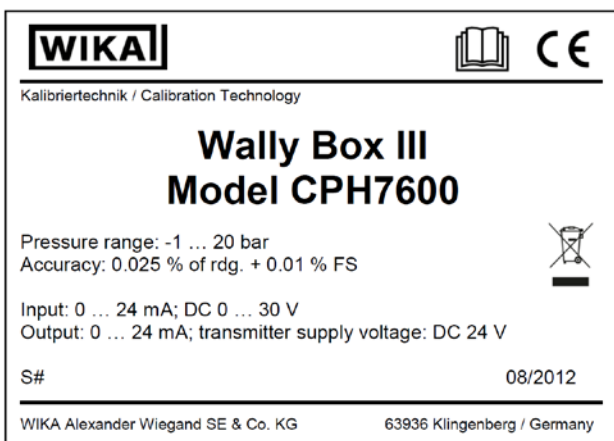 WIKA
CE
Kalibriertechnik / Calibration Technology
Wally Box III
Model CPH7600
Pressure range: -1 ... 20 bar
Accuracy: 0.025 % of rdg. + 0.01 % FS
Input: 0 ... 24 mA; DC 0 ... 30 V
Output: 0 ... 24 mA; transmitter supply voltage: DC 24 V
S# 08/2012
WIKA Alexander Wiegand SE & Co. KG 63936 Klingenberg / Germany